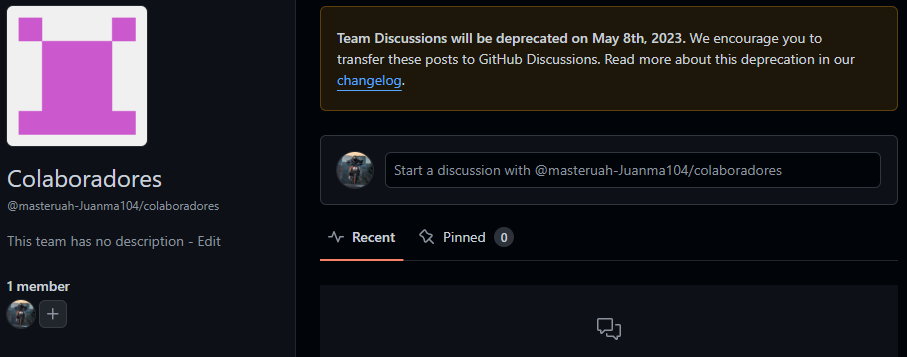 Colaboradores
@masteruah-Juanma104/colaboradores
This team has no description - Edit
1 member
Team Discussions will be deprecated on May 8th, 2023. We encourage you to
transfer these posts to GitHub Discussions. Read more about this deprecation in our
changelog.
Start a discussion with @masteruah-Juanma104/colaboradores
Recent
Pinned 0